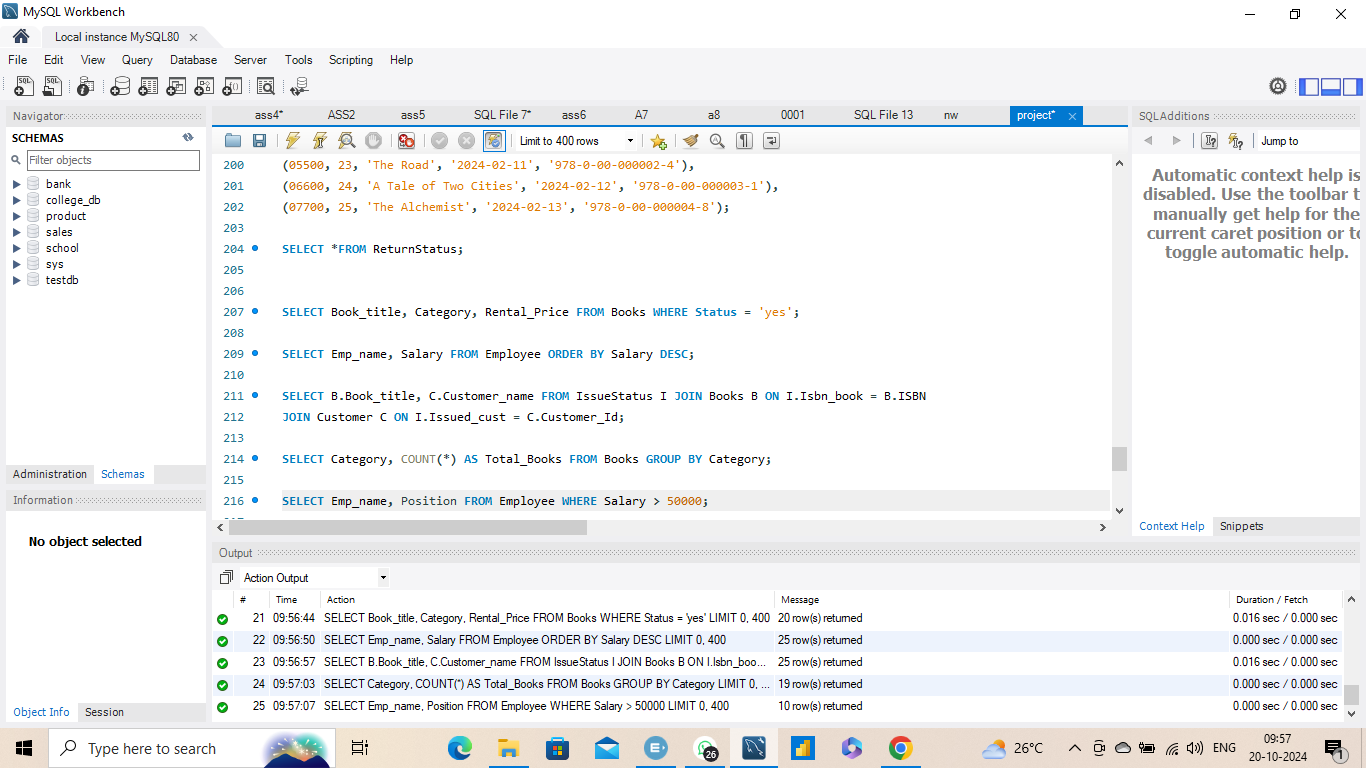 MySQL Workbench
Local instance MySQL80
File Edit View Query Database Server Tools Scripting Help
Navigator
SCHEMAS
Filter objects
bank
college_db
product
sales
school
sys
testdb
Administration Schemas
Information
No object selected
Object Info Session
ass4* ASS2 ass5 SQL File 7* ass6 A7 a8 0001 SQL File 13 nw project*
Limit to 400 rows
200 (05500, 23, 'The Road', '2024-02-11', '978-0-00-000002-4'),
201 (06600, 24, 'A Tale of Two Cities', '2024-02-12', '978-0-00-000003-1'),
202 (07700, 25, 'The Alchemist', '2024-02-13', '978-0-00-000004-8');
203
204 SELECT *FROM ReturnStatus;
205
206
207 SELECT Book_title, Category, Rental_Price FROM Books WHERE Status = 'yes';
208
209 SELECT Emp_name, Salary FROM Employee ORDER BY Salary DESC;
210
211 SELECT B.Book_title, C.Customer_name FROM IssueStatus I JOIN Books B ON I.Isbn_book = B.ISBN
212 JOIN Customer C ON I.Issued_cust = C.Customer_Id;
213
214 SELECT Category, COUNT(*) AS Total_Books FROM Books GROUP BY Category;
215
216 SELECT Emp_name, Position FROM Employee WHERE Salary > 50000;
SQLAdditions
Jump to
Automatic context help is
disabled. Use the toolbar t
manually get help for the
current caret position or to
toggle automatic help.
Context Help Snippets
Output
Action Output
# Time Action Message Duration / Fetch
21 09:56:44 SELECT Book_title, Category, Rental_Price FROM Books WHERE Status = 'yes' LIMIT 0, 400 20 row(s) returned 0.016 sec / 0.000 sec
22 09:56:50 SELECT Emp_name, Salary FROM Employee ORDER BY Salary DESC LIMIT 0, 400 25 row(s) returned 0.000 sec / 0.000 sec
23 09:56:57 SELECT B.Book_title, C.Customer_name FROM IssueStatus I JOIN Books B ON I.Isbn_boo... 25 row(s) returned 0.016 sec / 0.000 sec
24 09:57:03 SELECT Category, COUNT(*) AS Total_Books FROM Books GROUP BY Category LIMIT 0, ... 19 row(s) returned 0.000 sec / 0.000 sec
25 09:57:07 SELECT Emp_name, Position FROM Employee WHERE Salary > 50000 LIMIT 0, 400 10 row(s) returned 0.000 sec / 0.000 sec
Type here to search
26
26°C
ENG
09:57
20-10-2024
1